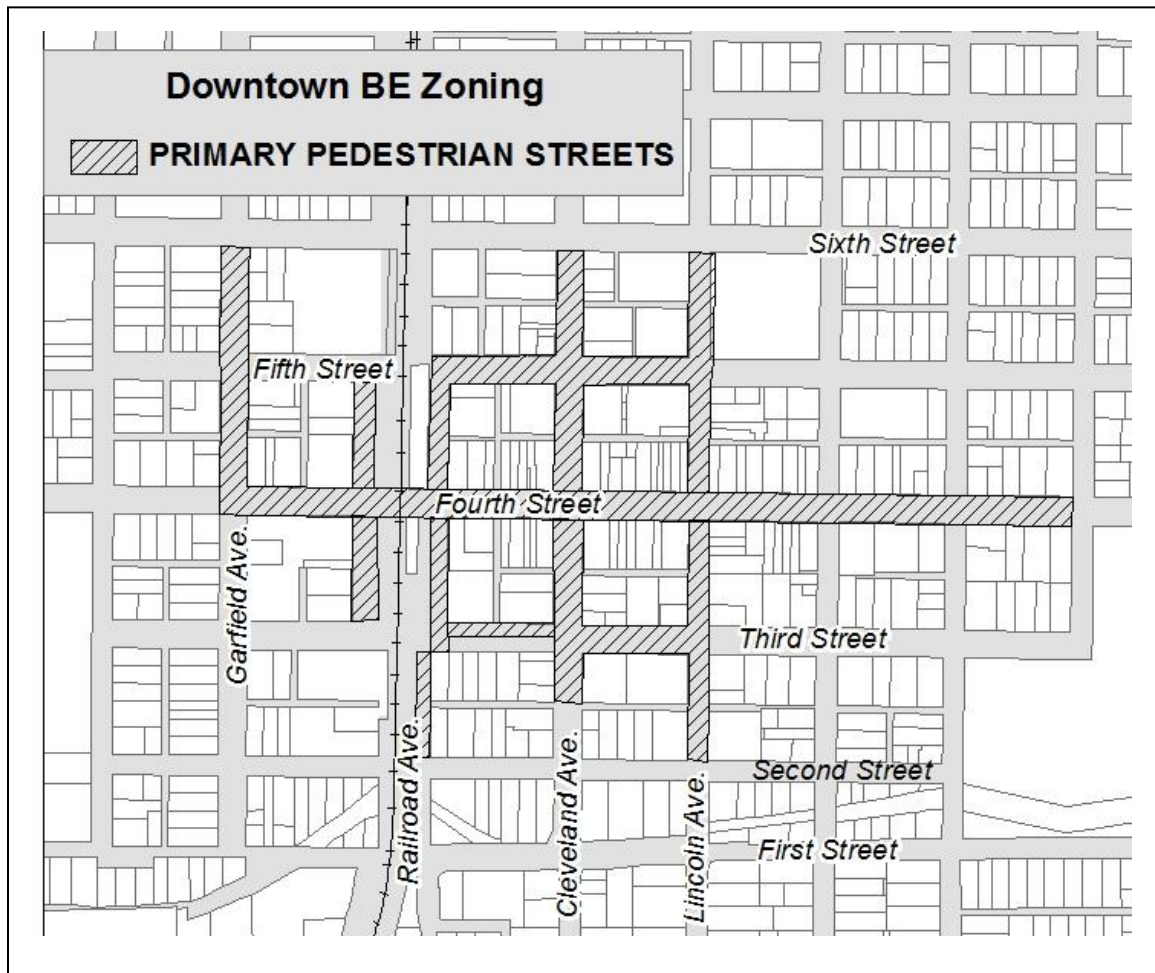 Downtown BE Zoning
PRIMARY PEDESTRIAN STREETS
Sixth Street
Fifth Street
Fourth Street
Garfield Ave.
Third Street
Railroad Ave.
Cleveland Ave.
Lincoln Ave.
Second Street
First Street